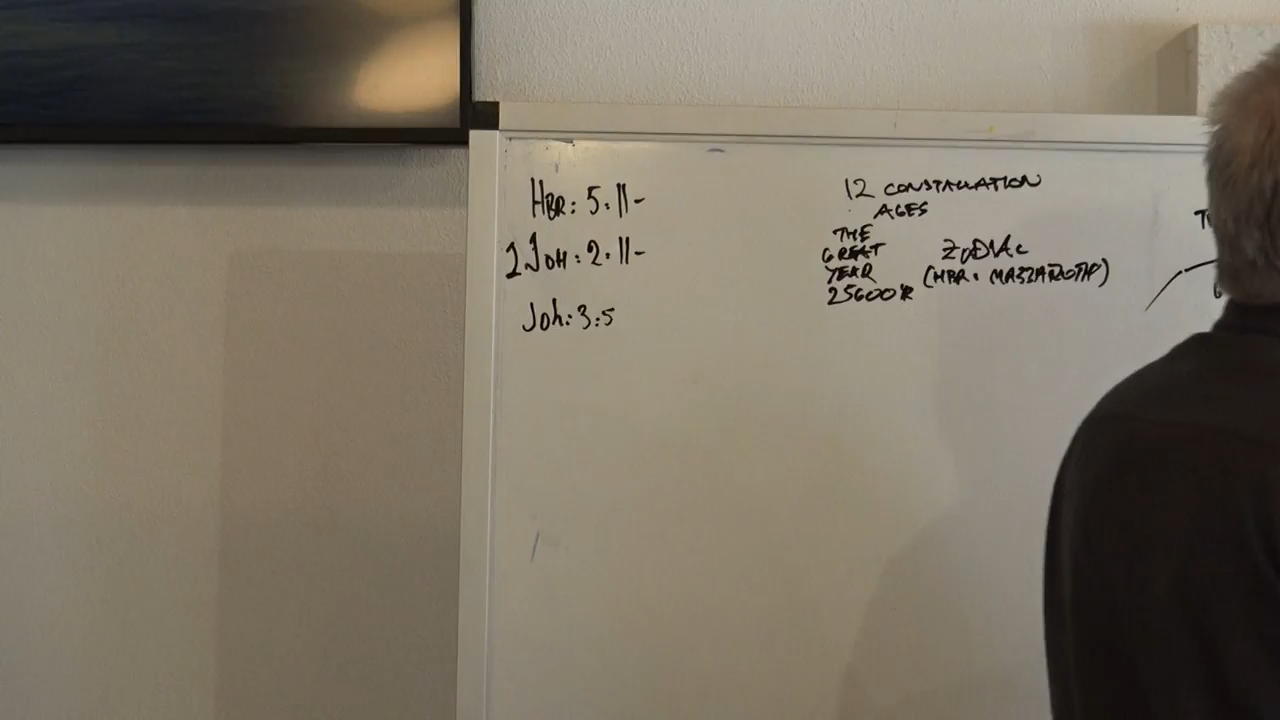 HBR: 5:11-
1 JOH: 2:11-
Joh: 3:5
12 CONSTALLATION
AGES
THE
GREAT
YEAR
25600
ZODIAC
(HBR. MAZZAROTH)